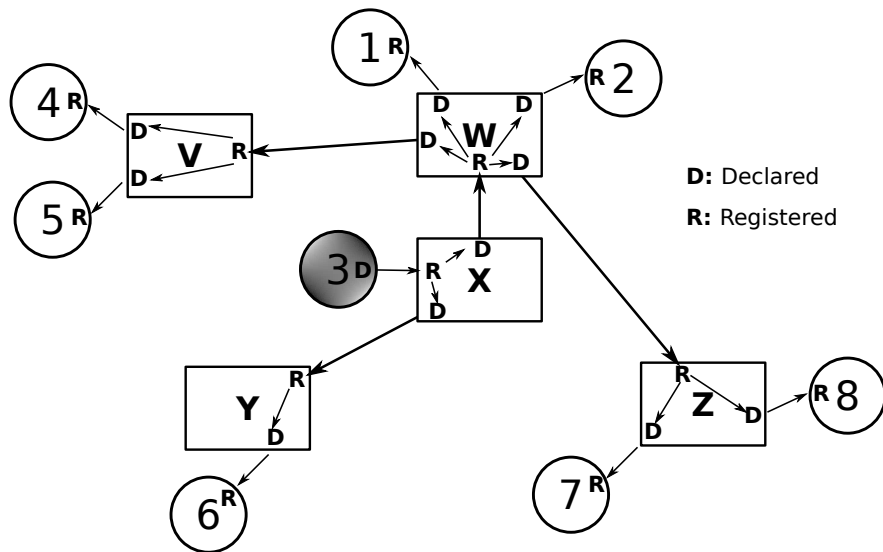 1 R
R 2
4 R
D
D
D
W
D
V
R
R
D
D: Declared
D
5 R
R: Registered
3 D
D
R
X
D
R
Y
D
R
Z
D
D
R 8
6 R
7 R